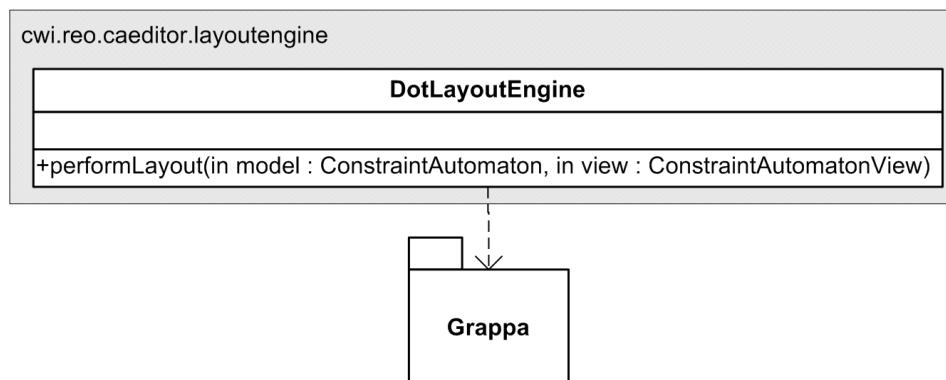 cwi.reo.caeditor.layoutengine
DotLayoutEngine
+performLayout(in model : ConstraintAutomaton, in view : ConstraintAutomatonView)
Grappa